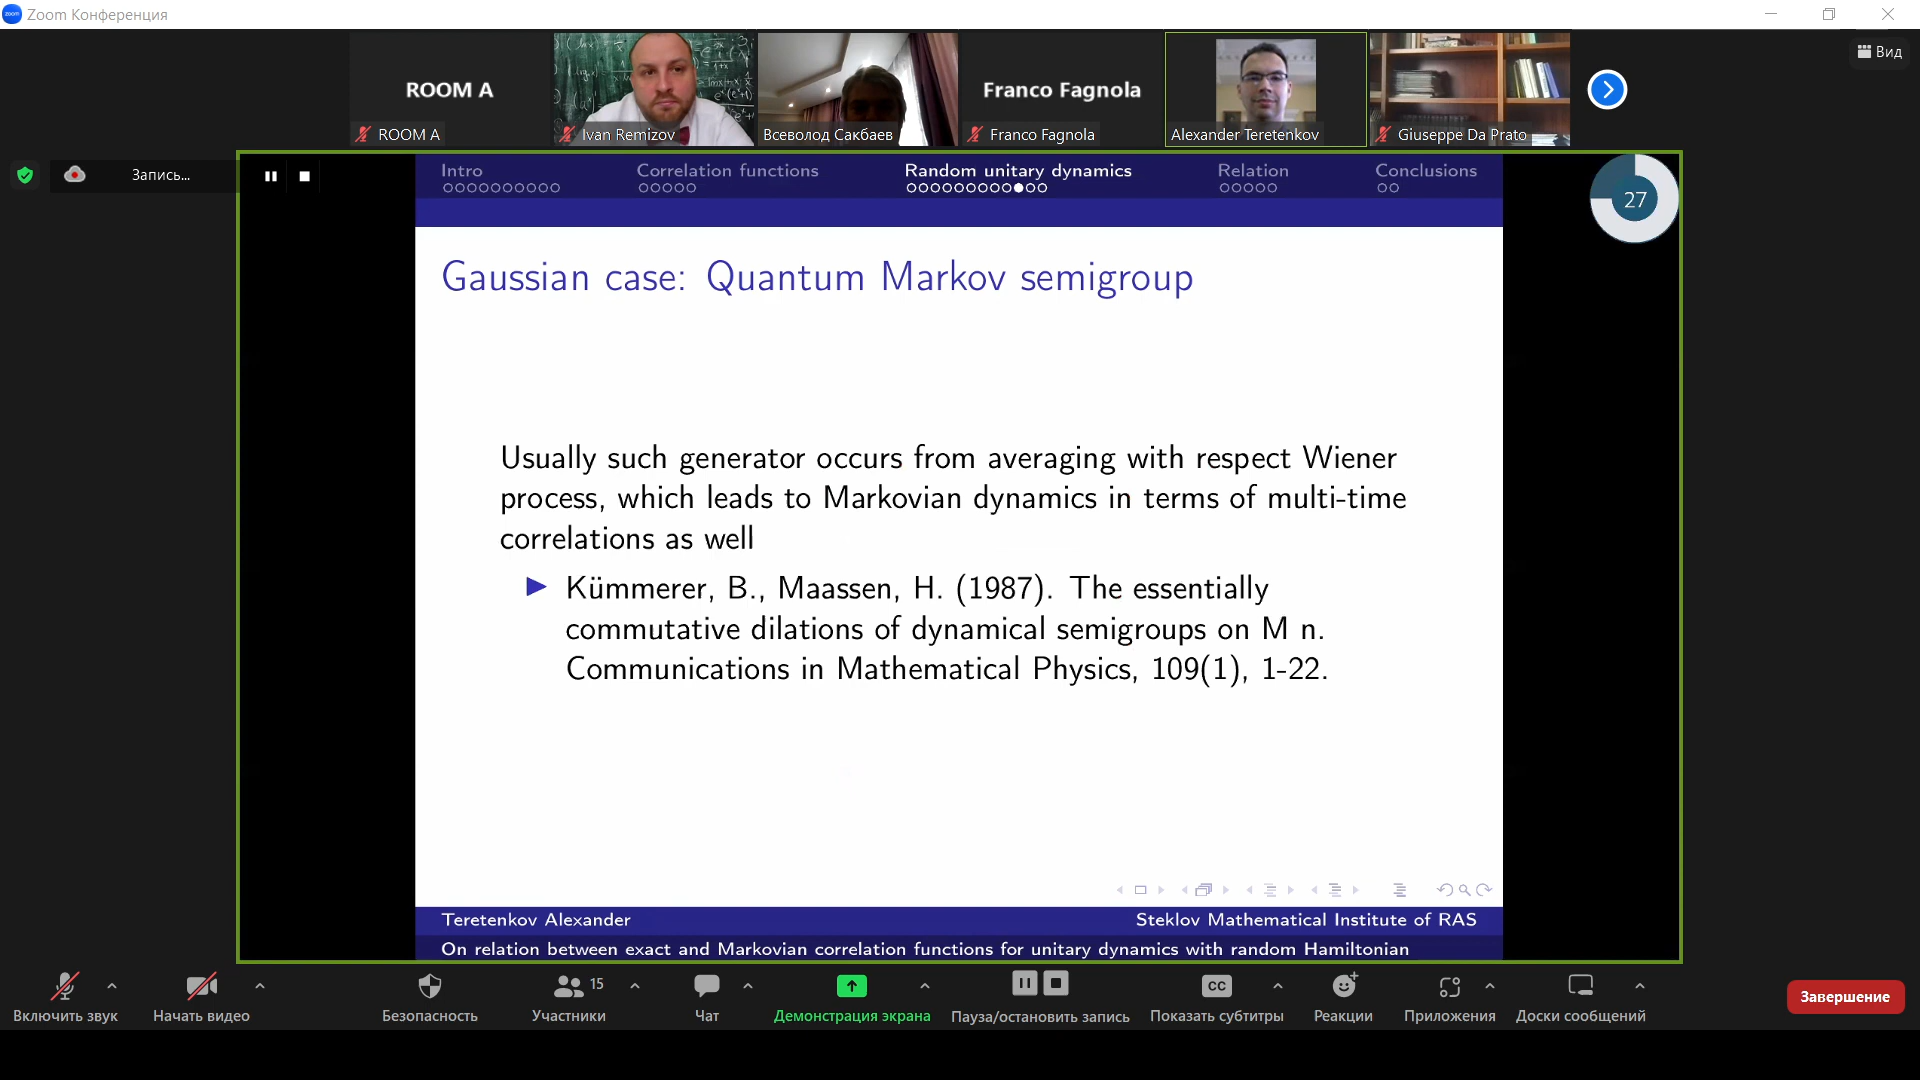 Zoom Конференция
ROOM A
Franco Fagnola
ROOM A
Ivan Remizov
Всеволод Сакбаев
Franco Fagnola
Alexander Teretenkov
Giuseppe Da Prato
Вид
Запись...
Intro
Correlation functions
Random unitary dynamics
Relation
Conclusions
27
Gaussian case: Quantum Markov semigroup
Usually such generator occurs from averaging with respect Wiener
process, which leads to Markovian dynamics in terms of multi-time
correlations as well
Kümmerer, B., Maassen, H. (1987). The essentially
commutative dilations of dynamical semigroups on M n.
Communications in Mathematical Physics, 109(1), 1-22.
Teretenkov Alexander
Steklov Mathematical Institute of RAS
On relation between exact and Markovian correlation functions for unitary dynamics with random Hamiltonian
15
CC
Включить звук
Начать видео
Безопасность
Участники
Чат
Демонстрация экрана
Пауза/остановить запись
Показать субтитры
Реакции
Приложения
Доски сообщений
Завершение